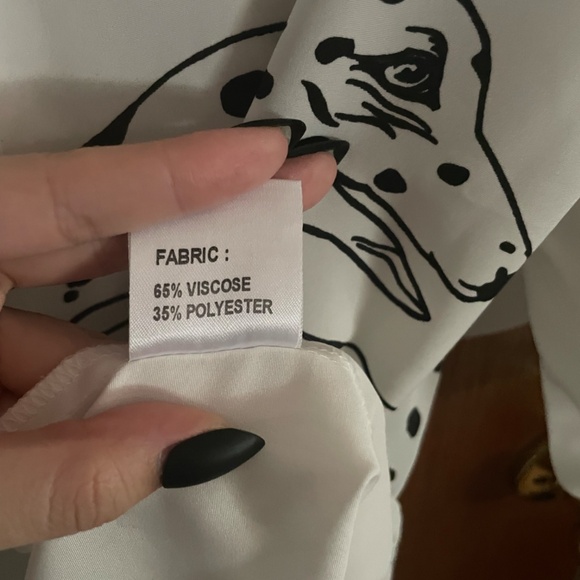 FABRIC :
65% VISCOSE
35% POLYESTER